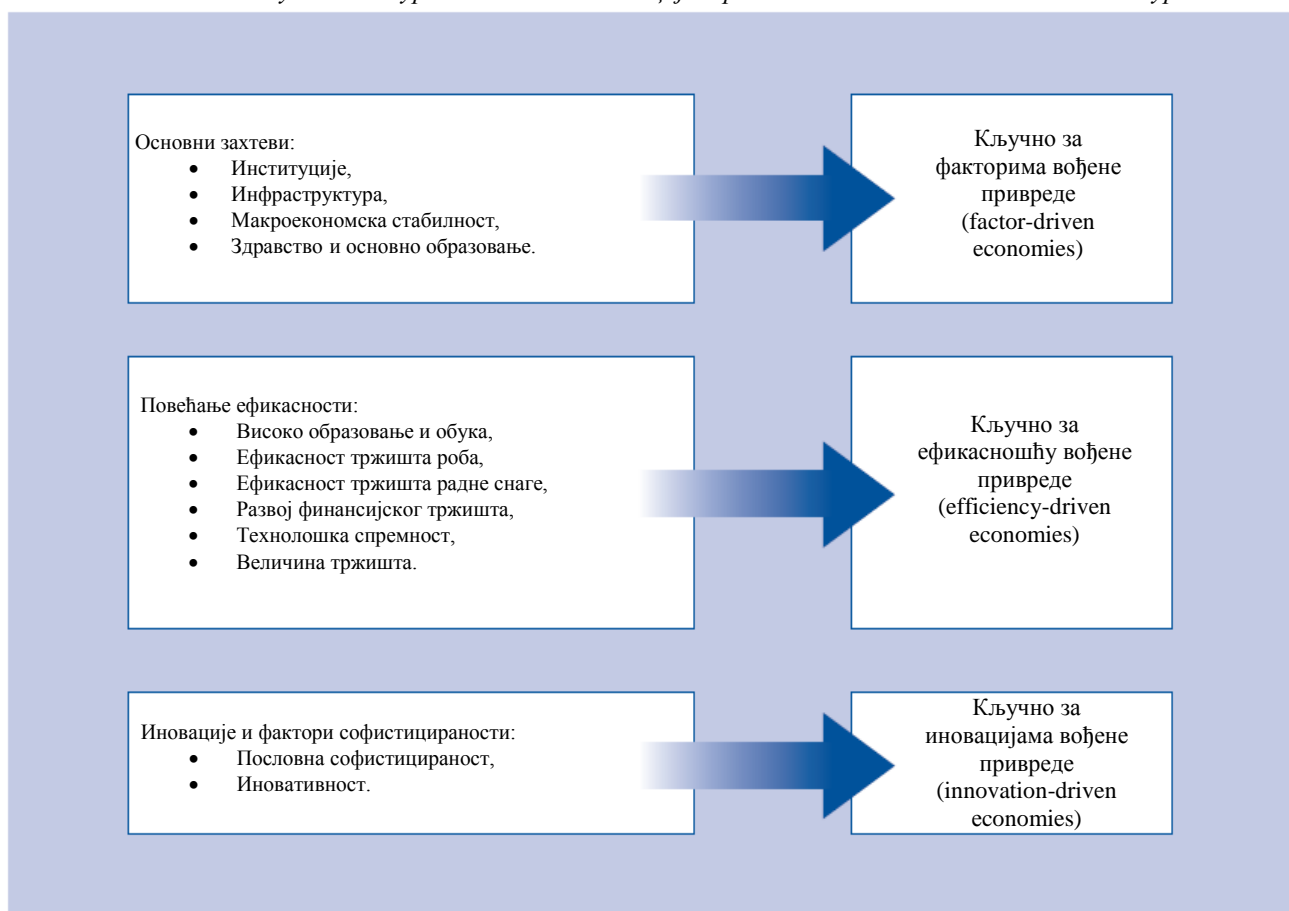 Основни захтеви:
• Институције,
• Инфраструктура,
• Макроекономска стабилност,
• Здравство и основно образовање.
Кључно за
факторима вођене
привреде
(factor-driven
economies)
Повећање ефикасности:
• Високо образовање и обука,
• Ефикасност тржишта роба,
• Ефикасност тржишта радне снаге,
• Развој финансијског тржишта,
• Технолошка спремност,
• Величина тржишта.
Кључно за
ефикасношћу вођене
привреде
(efficiency-driven
economies)
Иновације и фактори софистицираности:
• Пословна софистицираност,
• Иновативност.
Кључно за
иновацијама вођене
привреде
(innovation-driven
economies)